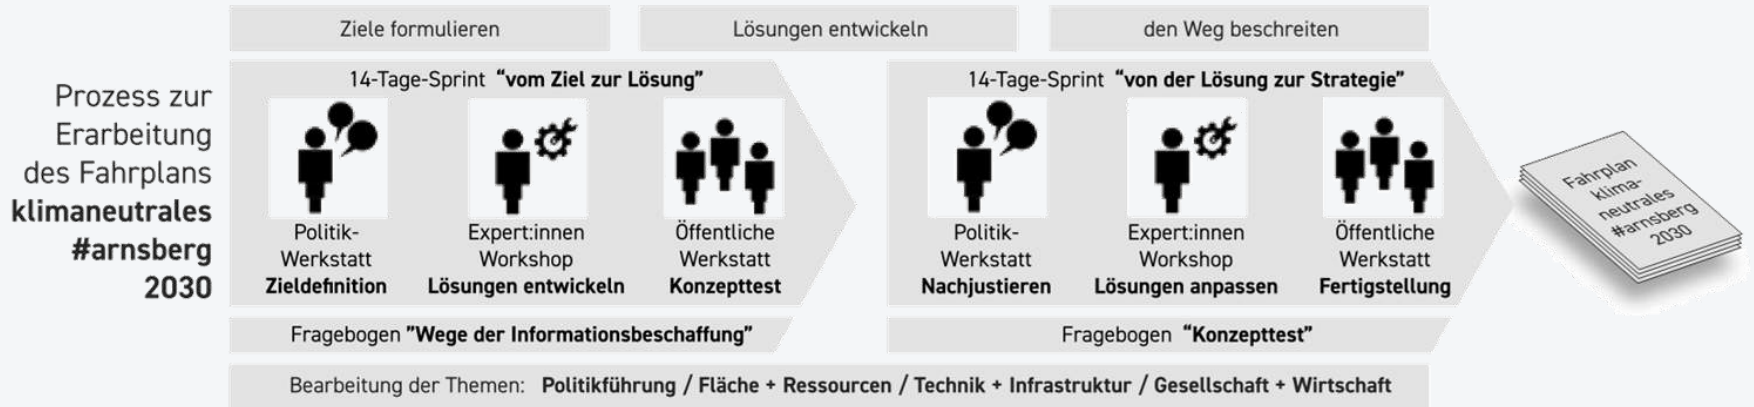 Ziele formulieren
Lösungen entwickeln
den Weg beschreiten
Prozess zur
Erarbeitung
des Fahrplans
klimaneutrales
#arnsberg
2030
14-Tage-Sprint “vom Ziel zur Lösung”
Politik-
Werkstatt
Zieldefinition
Expert:innen
Workshop
Lösungen entwickeln
Öffentliche
Werkstatt
Konzepttest
14-Tage-Sprint “von der Lösung zur Strategie”
Politik-
Werkstatt
Nachjustieren
Expert:innen
Workshop
Lösungen anpassen
Öffentliche
Werkstatt
Fertigstellung
Fahrplan
klima-
neutrales
#arnsberg
2030
Fragebogen ”Wege der Informationsbeschaffung”
Fragebogen “Konzepttest”
Bearbeitung der Themen: Politikführung / Fläche + Ressourcen / Technik + Infrastruktur / Gesellschaft + Wirtschaft